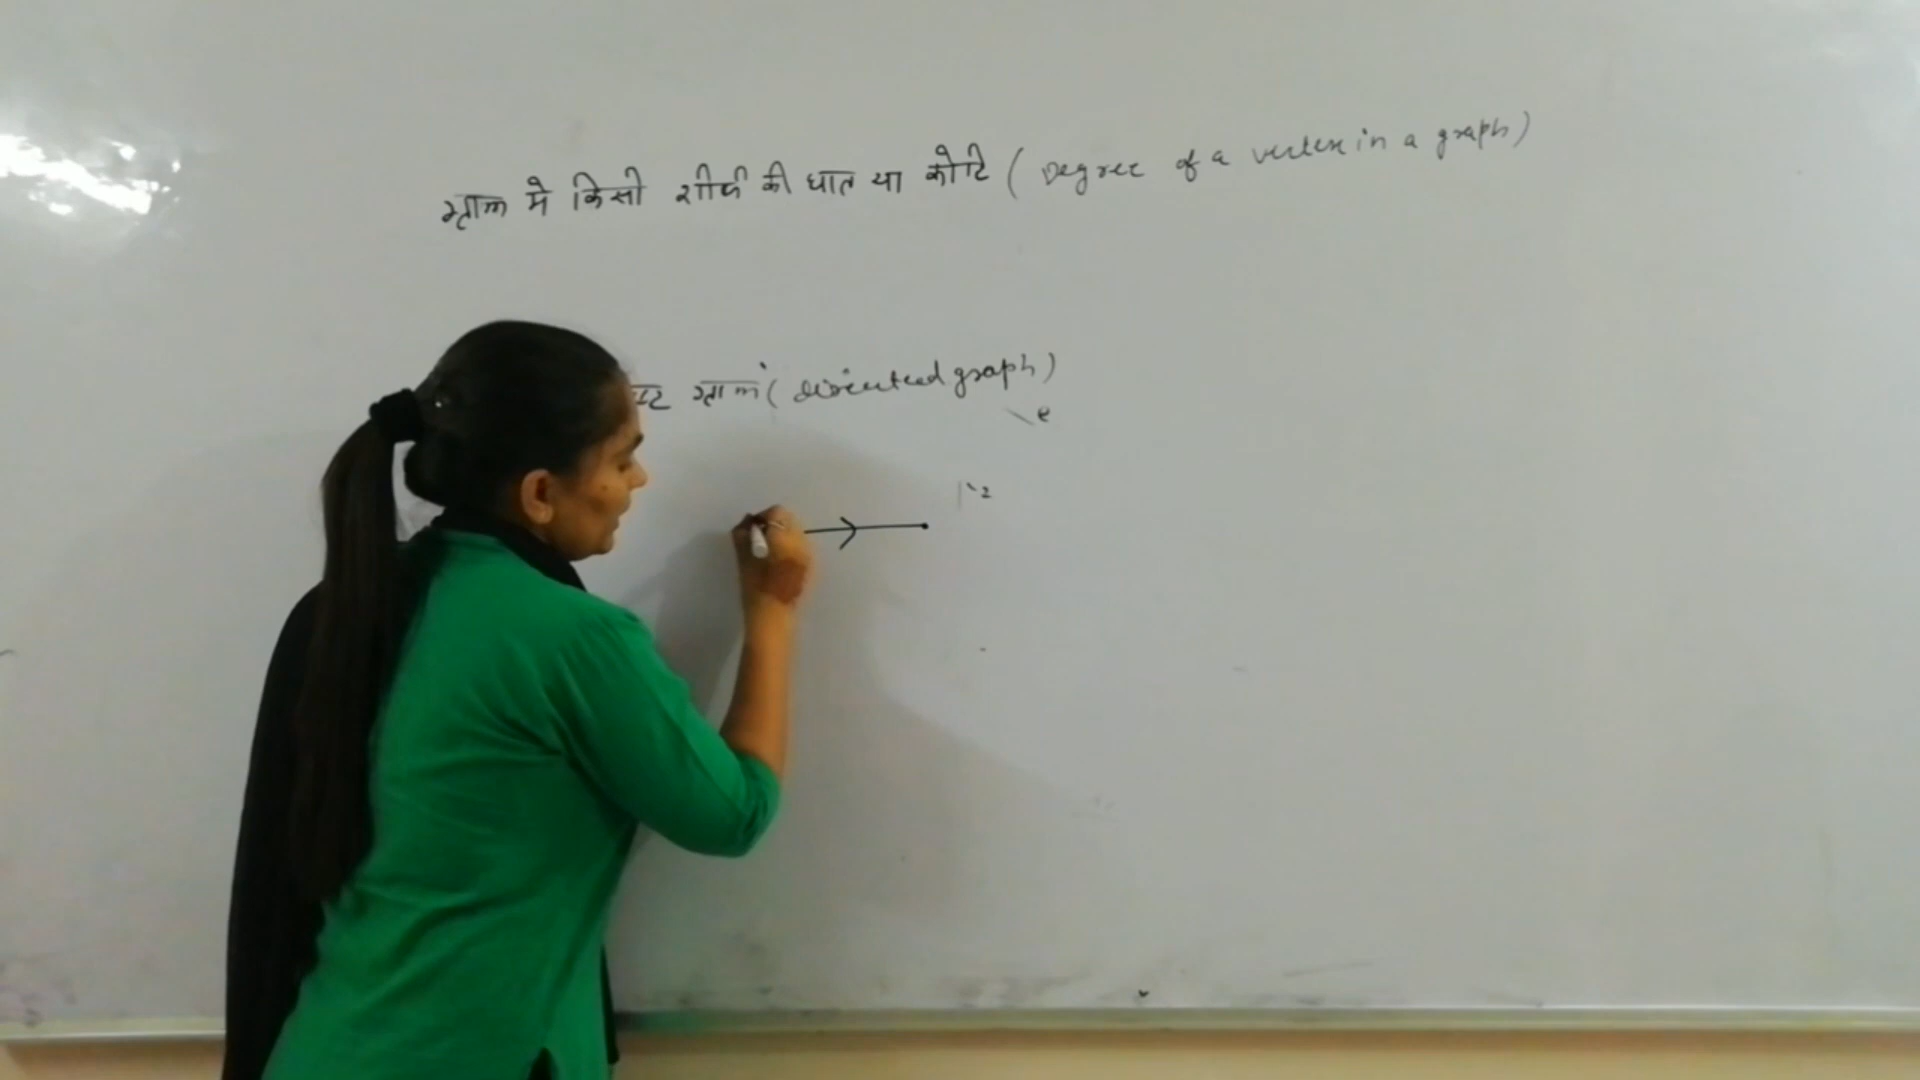 ग्राफ मे किसी शीर्ष की घात या कोटि ( Degree of a vertex in a graph )
ग्राफ ( directed graph )
e